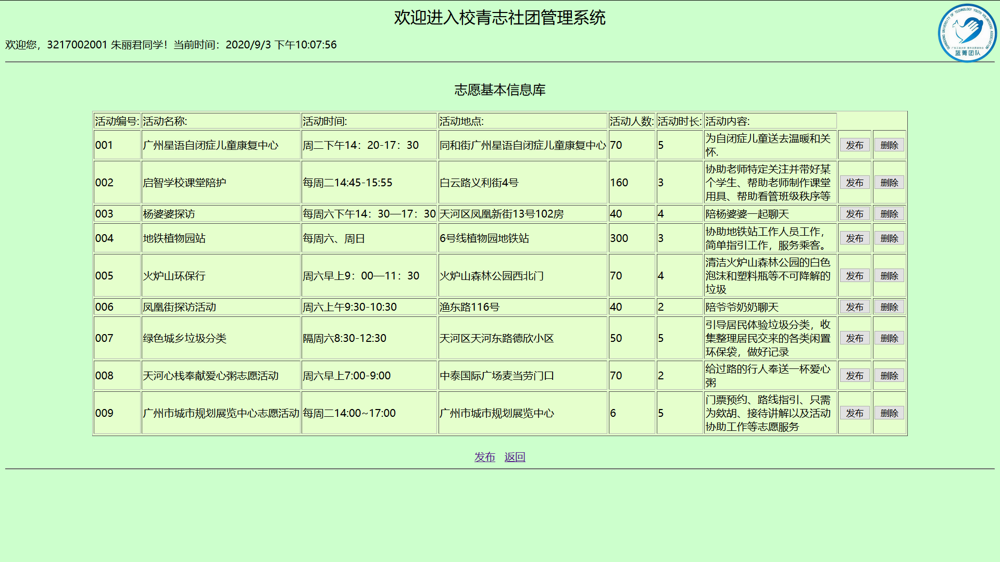 欢迎进入校青志社团管理系统
GUANGDONG UNIVERSITY OF TECHNOLOGY YOUTH VOLUNTEERS ASSOCIATION
蓝菁团队
欢迎您，3217002001 朱丽君同学！当前时间：2020/9/3 下午10:07:56
志愿基本信息库
活动编号: 活动名称: 活动时间: 活动地点: 活动人数: 活动时长: 活动内容:
001 广州星语自闭症儿童康复中心 周二下午14：20-17：30 同和街广州星语自闭症儿童康复中心 70 5 为自闭症儿童送去温暖和关
怀. 发布 删除
002 启智学校课堂陪护 每周二14:45-15:55 白云路义利街4号 160 3 协助老师特定关注并带好某
个学生、帮助老师制作课堂
用具、帮助看管班级秩序等 发布 删除
003 杨婆婆探访 每周六下午14：30—17：30 天河区凤凰新街13号102房 40 4 陪杨婆婆一起聊天 发布 删除
004 地铁植物园站 每周六、周日 6号线植物园地铁站 300 3 协助地铁站工作人员工作，
简单指引工作，服务乘客。 发布 删除
005 火炉山环保行 周六早上9：00—11：30 火炉山森林公园西北门 70 4 清洁火炉山森林公园的白色
泡沫和塑料瓶等不可降解的
垃圾 发布 删除
006 凤凰街探访活动 周六上午9:30-10:30 渔东路116号 40 2 陪爷爷奶奶聊天 发布 删除
007 绿色城乡垃圾分类 隔周六8:30-12:30 天河区天河东路德欣小区 50 5 引导居民体验垃圾分类，收
集整理居民交来的各类闲置
环保袋，做好记录 发布 删除
008 天河心栈奉献爱心粥志愿活动 周六早上7:00-9:00 中泰国际广场麦当劳门口 70 2 给过路的行人奉送一杯爱心
粥 发布 删除
009 广州市城市规划展览中心志愿活动 每周二14:00~17:00 广州市城市规划展览中心 6 5 门票预约、路线指引、只需
为欸胡、接待讲解以及活动
协助工作等志愿服务 发布 删除
发布 返回